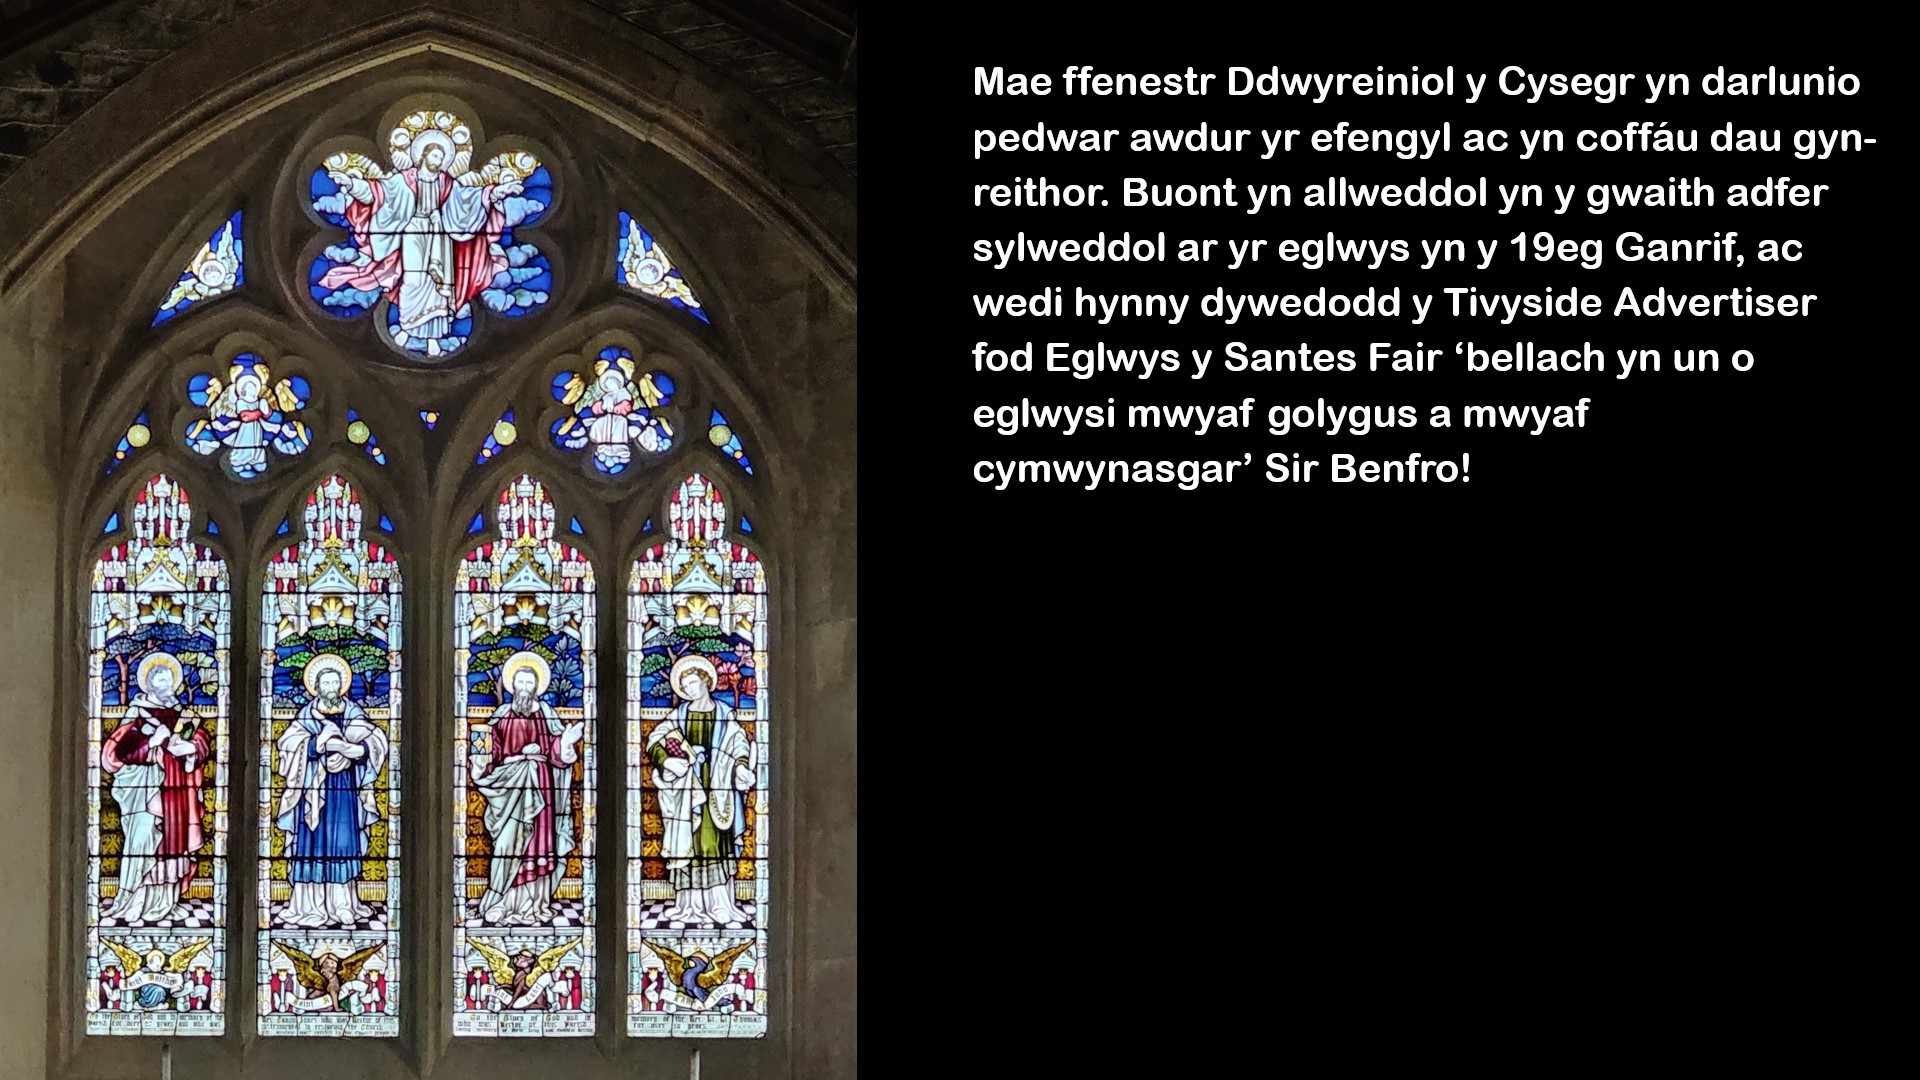 Mae ffenestr Ddwyreiniol y Cysegr yn darlunio
pedwar awdur yr efengyl ac yn coffáu dau gyn-
reithor. Buont yn allweddol yn y gwaith adfer
sylweddol ar yr eglwys yn y 19eg Ganrif, ac
wedi hynny dywedodd y Tivyside Advertiser
fod Eglwys y Santes Fair ‘bellach yn un o
eglwysi mwyaf golygus a mwyaf
cymwynasgar’ Sir Benfro!